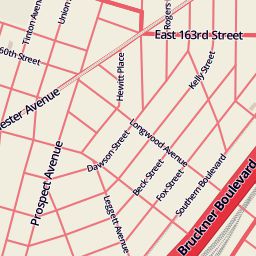 Tinton Avenue
Union
Rogers
East 163rd Street
60th Street
Hewitt Place
Kelly Street
ester Avenue
Longwood Avenue
Dawson Street
Prospect Avenue
Beck Street
Fox Street
Southern Boulevard
Leggett Avenue
Bruckner Boulevard